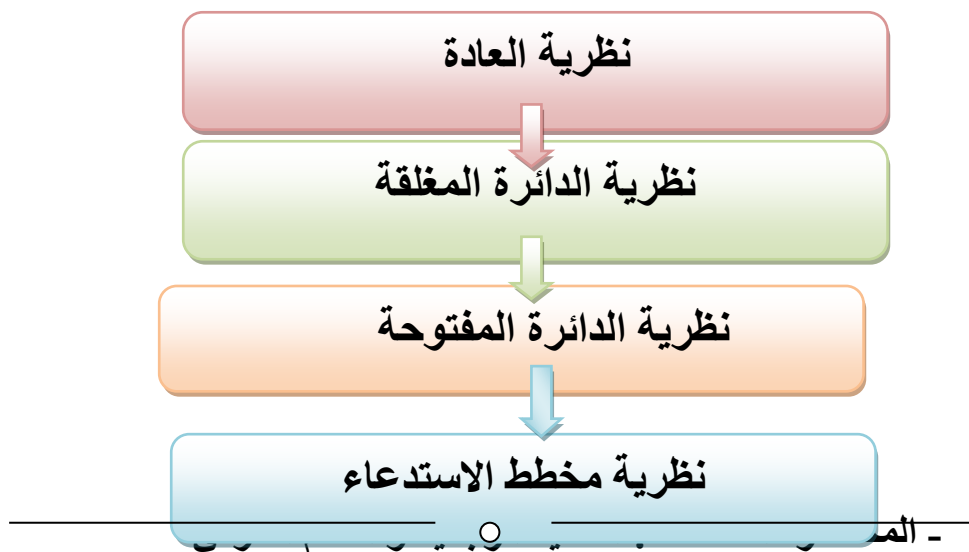 نظرية العادة
نظرية الدائرة المغلقة
نظرية الدائرة المفتوحة
نظرية مخطط الاستدعاء